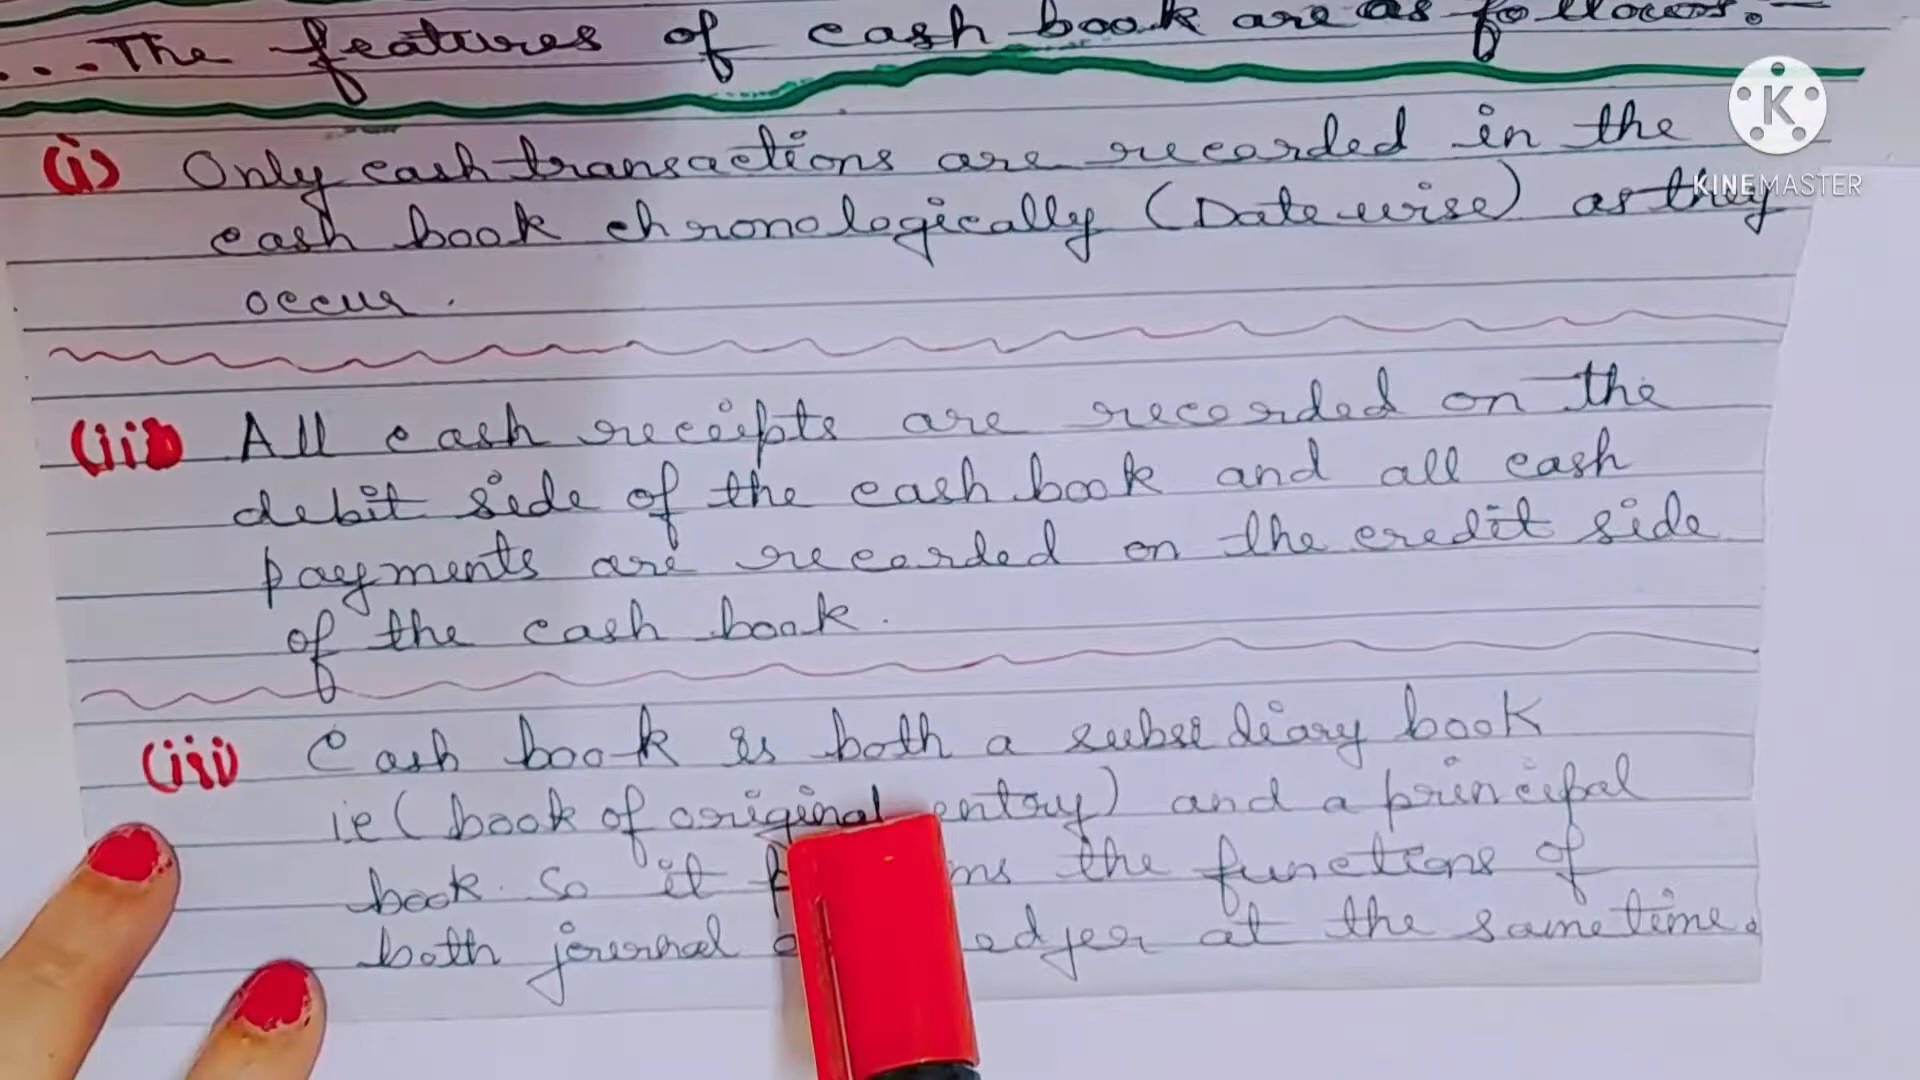 ... The features of cash book are as follows:-
(i) Only cash transactions are recorded in the
cash book chronologically (Date wise) as they
occur.
(ii) All cash receipts are recorded on the
debit side of the cash book and all cash
payments are recorded on the credit side
of the cash book.
(iii) Cash book is both a subsidiary book
ie (book of original entry) and a principal
book. So it the functions of
both journal at the same time.
K
KINEMASTER